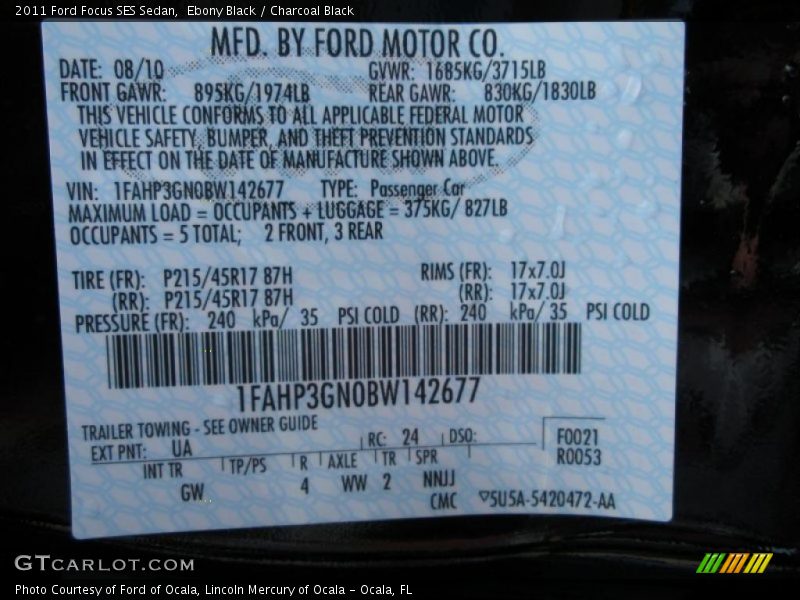 2011 Ford Focus SES Sedan,  Ebony Black / Charcoal Black
MFD. BY FORD MOTOR CO.
DATE: 08/10 GVWR: 1685KG/3715LB
FRONT GAWR: 895KG/1974LB REAR GAWR: 830KG/1830LB
THIS VEHICLE CONFORMS TO ALL APPLICABLE FEDERAL MOTOR
VEHICLE SAFETY, BUMPER, AND THEFT PREVENTION STANDARDS
IN EFFECT ON THE DATE OF MANUFACTURE SHOWN ABOVE.
VIN: 1FAHP3GN0BW142677 TYPE: Passenger Car
MAXIMUM LOAD = OCCUPANTS + LUGGAGE = 375KG/ 827LB
OCCUPANTS = 5 TOTAL; 2 FRONT, 3 REAR
TIRE (FR): P215/45R17 87H RIMS (FR): 17x7.0J
(RR): P215/45R17 87H (RR): 17x7.0J
PRESSURE (FR): 240 kPa/ 35 PSI COLD (RR): 240 kPa/ 35 PSI COLD
1FAHP3GN0BW142677
TRAILER TOWING - SEE OWNER GUIDE
EXT PNT: UA RC: 24 DSO: F0021
R0053
INT TR TP/PS R AXLE TR SPR
GW 4 WW 2 NNJJ
CMC ▽5U5A-5420472-AA
GTCARLOT.COM
Photo Courtesy of Ford of Ocala, Lincoln Mercury of Ocala - Ocala, FL